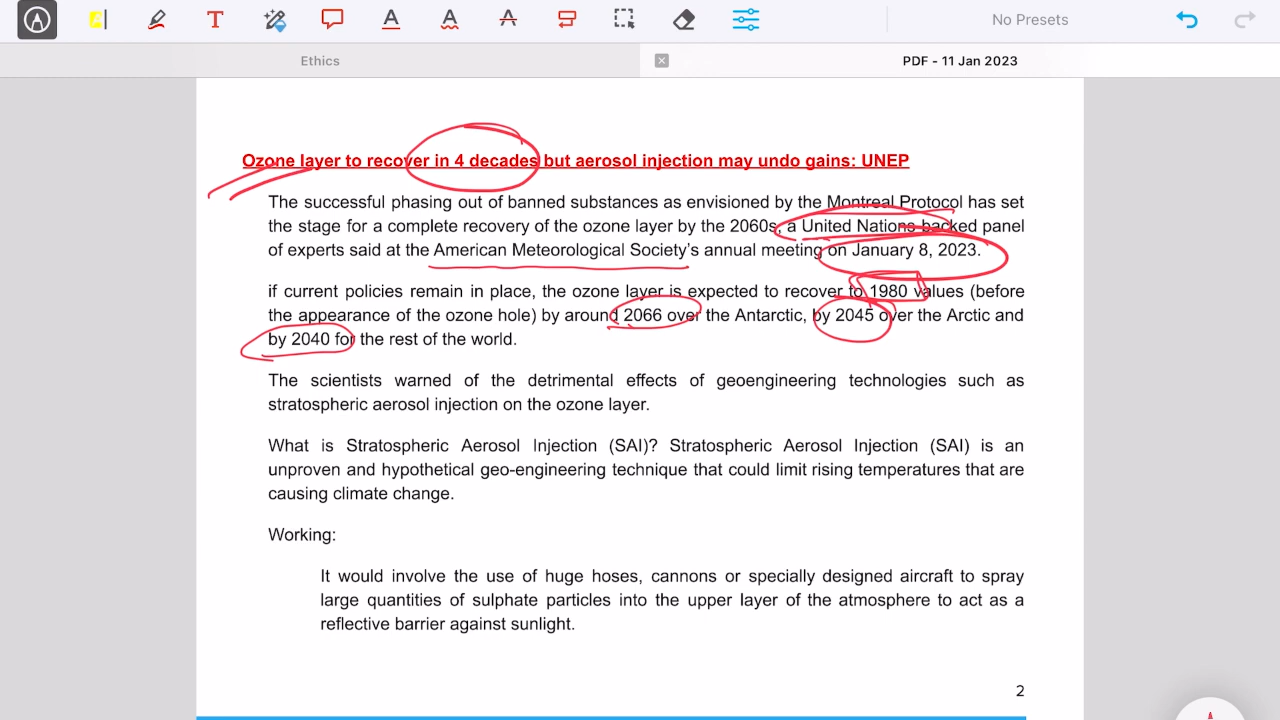 T A A A No Presets
Ethics PDF - 11 Jan 2023
Ozone layer to recover in 4 decades but aerosol injection may undo gains: UNEP
The successful phasing out of banned substances as envisioned by the Montreal Protocol has set
the stage for a complete recovery of the ozone layer by the 2060s, a United Nations backed panel
of experts said at the American Meteorological Society's annual meeting on January 8, 2023.
if current policies remain in place, the ozone layer is expected to recover to 1980 values (before
the appearance of the ozone hole) by around 2066 over the Antarctic, by 2045 over the Arctic and
by 2040 for the rest of the world.
The scientists warned of the detrimental effects of geoengineering technologies such as
stratospheric aerosol injection on the ozone layer.
What is Stratospheric Aerosol Injection (SAI)? Stratospheric Aerosol Injection (SAI) is an
unproven and hypothetical geo-engineering technique that could limit rising temperatures that are
causing climate change.
Working:
It would involve the use of huge hoses, cannons or specially designed aircraft to spray
large quantities of sulphate particles into the upper layer of the atmosphere to act as a
reflective barrier against sunlight.
2